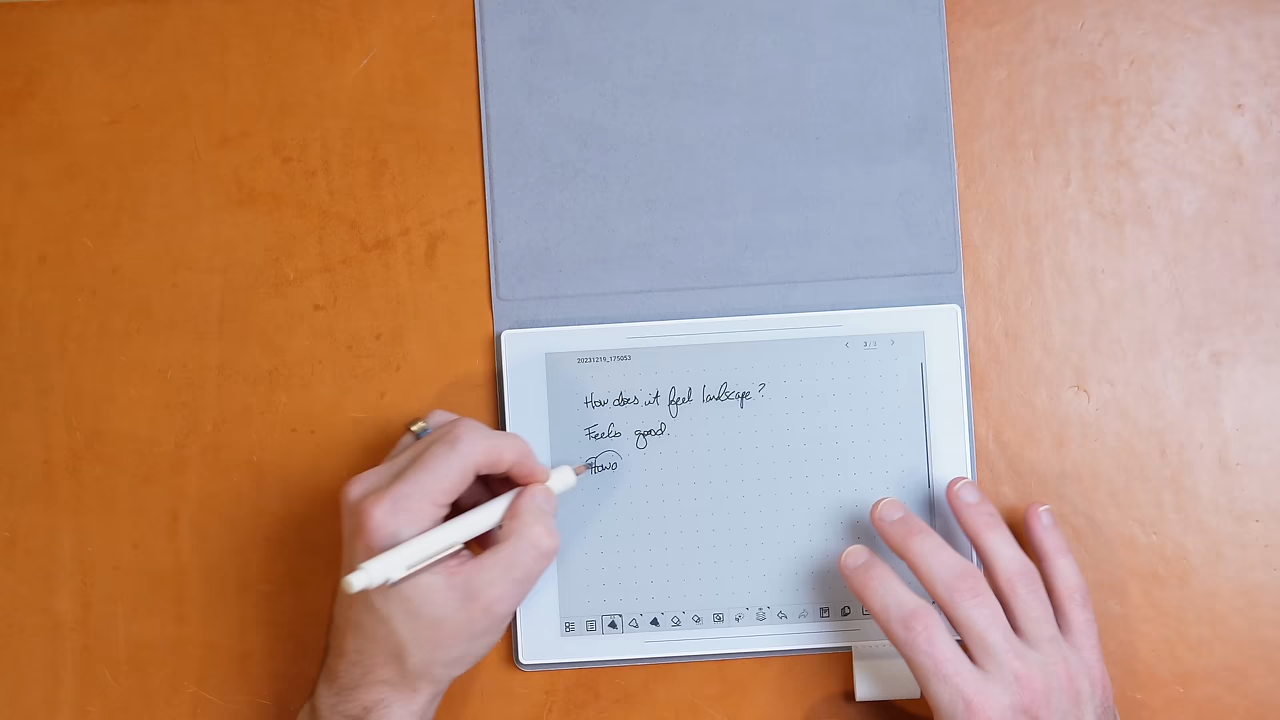 20231219_175053
3/3
How does it feel landscape?
Feels good.